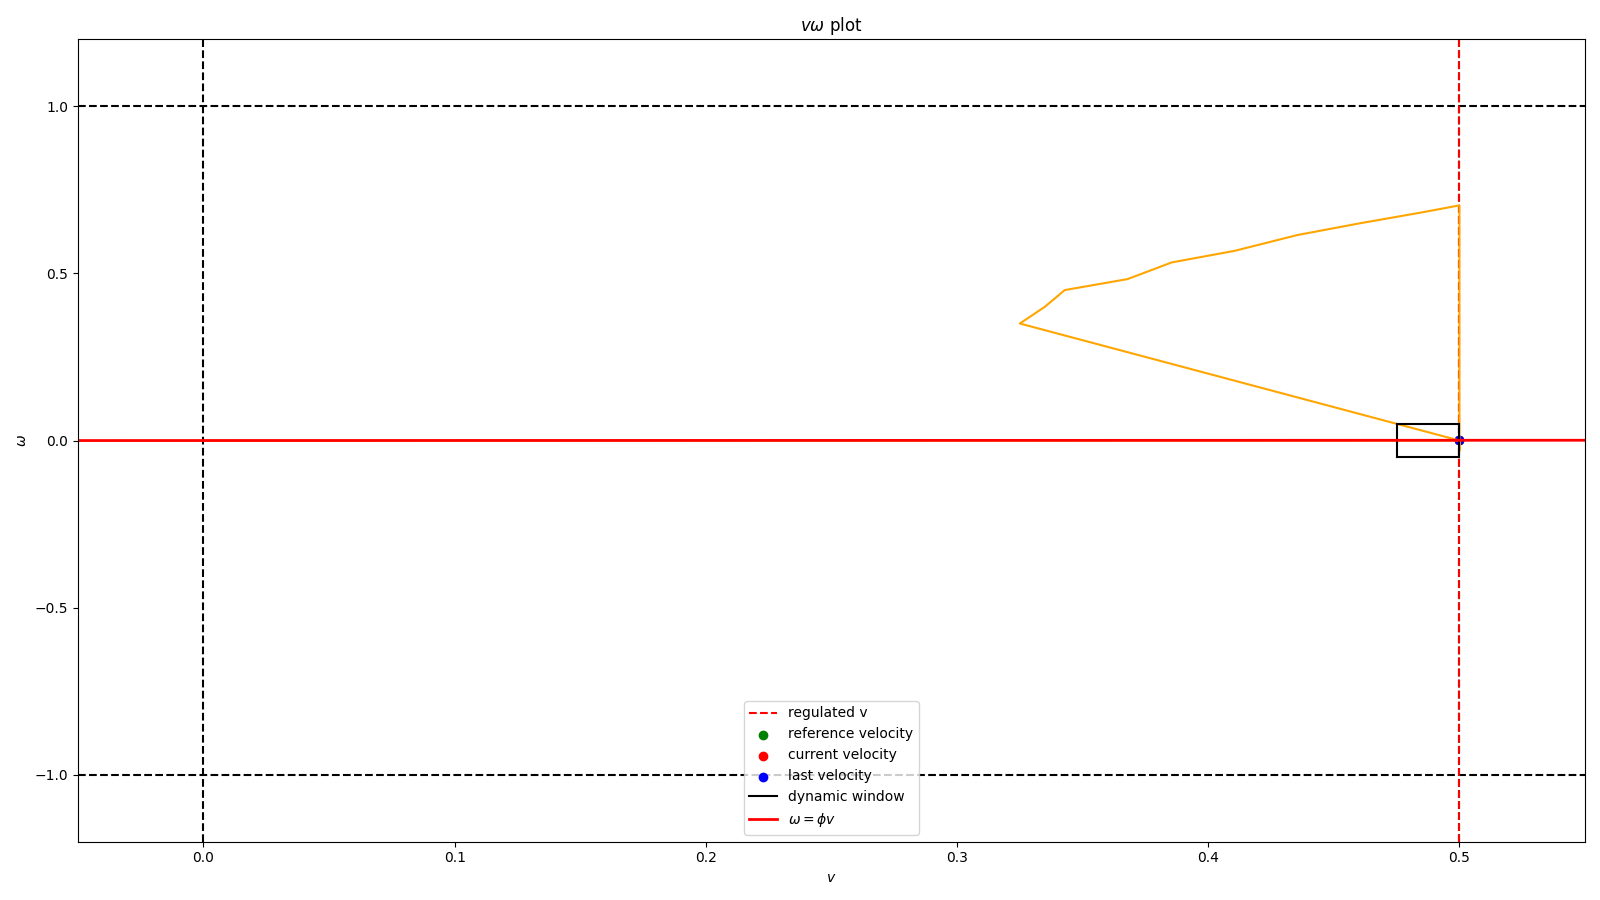 vω plot
1.0
0.5
0.0
−0.5
−1.0
ω
0.0 0.1 0.2 0.3 0.4 0.5
v
regulated v
reference velocity
current velocity
last velocity
dynamic window
ω = ϕv